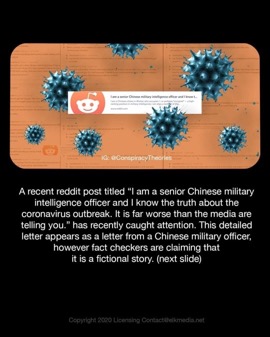 I am a senior Chinese military intelligence officer and I know t
IG: @ConspiracyTheories
A recent reddit post titled “I am a senior Chinese military
intelligence officer and I know the truth about the
coronavirus outbreak. It is far worse than the media are
telling you.” has recently caught attention. This detailed
letter appears as a letter from a Chinese military officer,
however fact checkers are claiming that
it is a fictional story. (next slide)
Copyright 2020 Licensing Contact@elkmedia.net